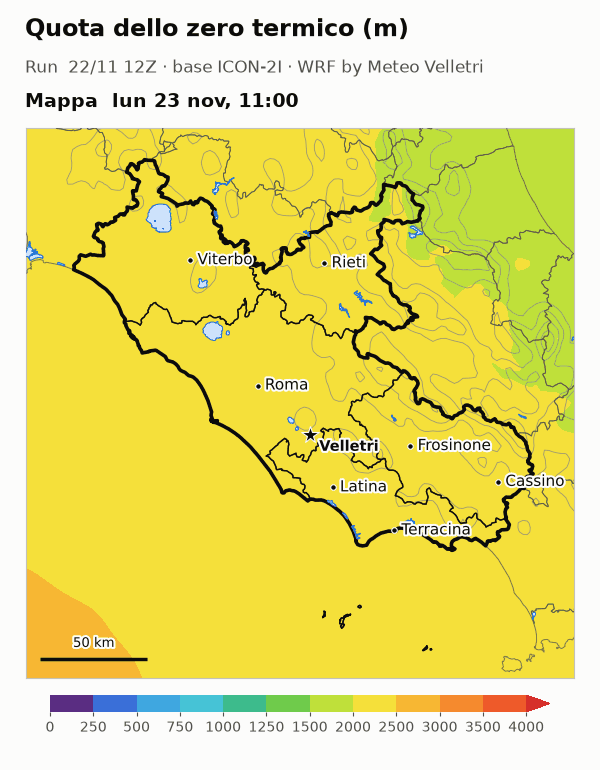 Quota dello zero termico (m)
Run  22/11 12Z · base ICON-2I · WRF by Meteo Velletri
Mappa  lun 23 nov, 11:00
Viterbo
Rieti
Roma
Velletri
Frosinone
Cassino
Latina
Terracina
50 km
0 250 500 750 1000 1250 1500 2000 2500 3000 3500 4000